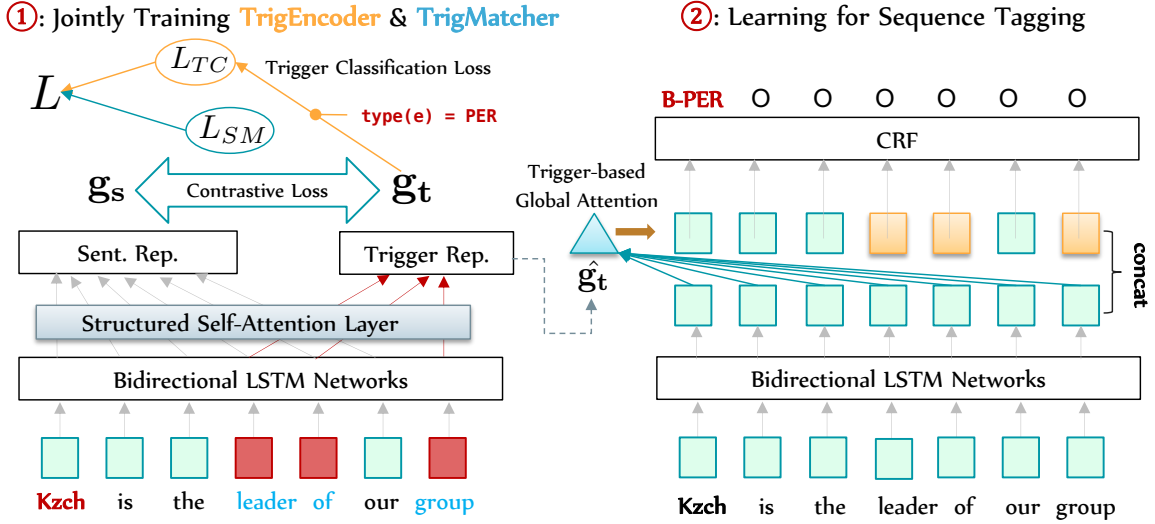 ①: Jointly Training TrigEncoder & TrigMatcher
L_TC
Trigger Classification Loss
L
type(e) = PER
L_SM
g_s
Contrastive Loss
g_t
Sent. Rep.
Trigger Rep.
Structured Self-Attention Layer
Bidirectional LSTM Networks
Kzch is the leader of our group
②: Learning for Sequence Tagging
B-PER O O O O O O
CRF
Trigger-based
Global Attention
ĝ_t
concat
Bidirectional LSTM Networks
Kzch is the leader of our group